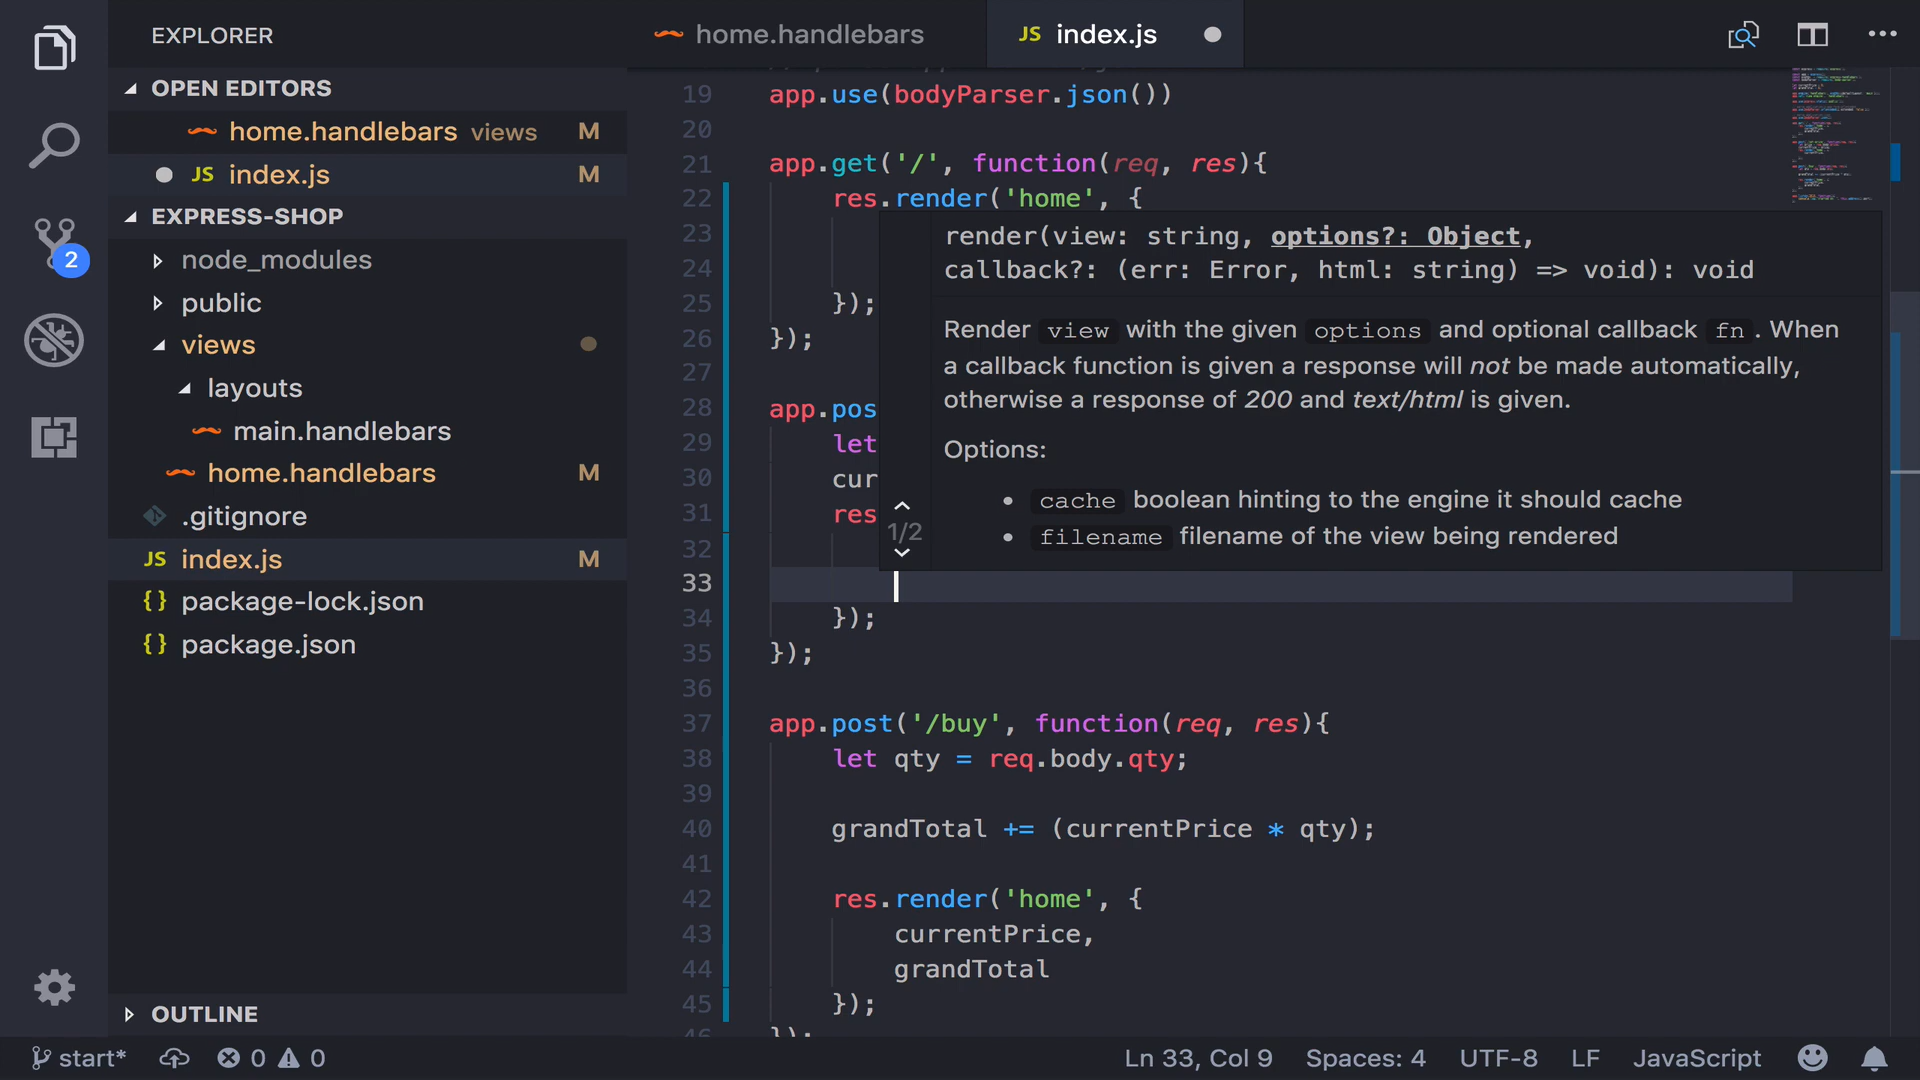 EXPLORER
OPEN EDITORS
home.handlebars views M
JS index.js M
EXPRESS-SHOP
node_modules
public
views
layouts
main.handlebars
home.handlebars M
.gitignore
JS index.js M
{} package-lock.json
{} package.json
OUTLINE
2
home.handlebars
JS index.js
19 app.use(bodyParser.json())
20
21 app.get('/', function(req, res){
22 res.render('home', {
23
24
25 });
26 });
27
28 app.pos
29 let
30 cur
31 res
32
33
34 });
35 });
36
37 app.post('/buy', function(req, res){
38 let qty = req.body.qty;
39
40 grandTotal += (currentPrice * qty);
41
42 res.render('home', {
43 currentPrice,
44 grandTotal
45 });
46 });
render(view: string, options?: Object,
callback?: (err: Error, html: string) => void): void
Render view with the given options and optional callback fn. When
a callback function is given a response will not be made automatically,
otherwise a response of 200 and text/html is given.
Options:
• cache boolean hinting to the engine it should cache
• filename filename of the view being rendered
1/2
start* 0 0 Ln 33, Col 9 Spaces: 4 UTF-8 LF JavaScript